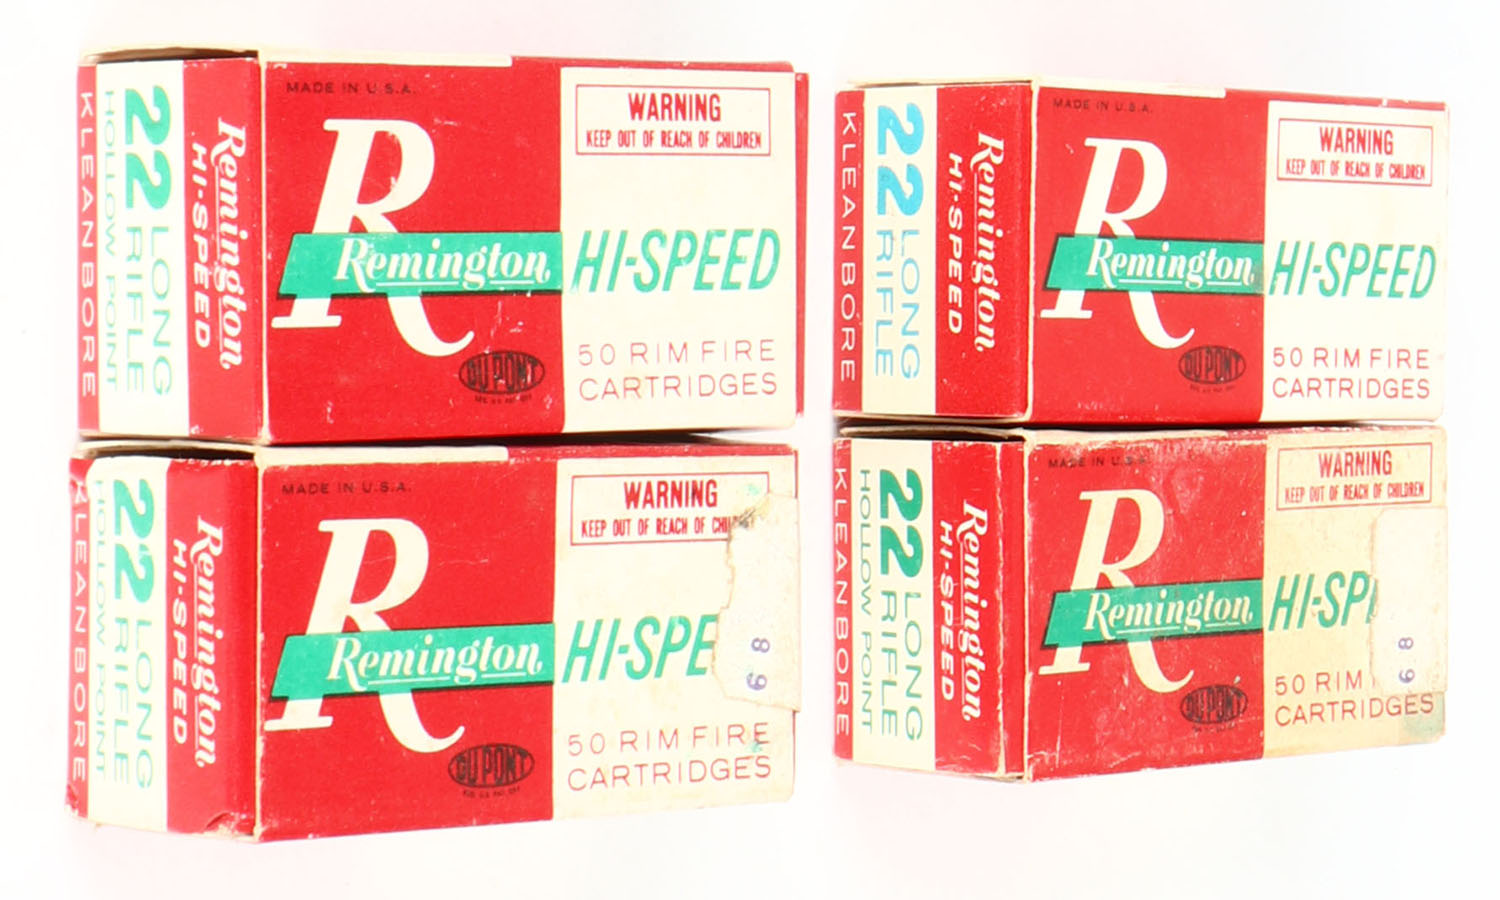 KLEANBORE
22 LONG RIFLE
HOLLOW POINT
Remington
HI-SPEED
MADE IN U.S.A.
R
Remington
DU PONT
WARNING
KEEP OUT OF REACH OF CHILDREN
HI-SPEED
50 RIM FIRE
CARTRIDGES
KLEANBORE
22 LONG RIFLE
Remington
HI-SPEED
MADE IN U.S.A.
R
Remington
DU PONT
WARNING
KEEP OUT OF REACH OF CHILDREN
HI-SPEED
50 RIM FIRE
CARTRIDGES
KLEANBORE
22 LONG RIFLE
HOLLOW POINT
Remington
HI-SPEED
MADE IN U.S.A.
R
Remington
DU PONT
WARNING
KEEP OUT OF REACH OF CHI
HI-SPE
89
50 RIM FIRE
CARTRIDGES
KLEANBORE
22 LONG RIFLE
HOLLOW POINT
Remington
HI-SPEED
MADE IN U.S.A.
R
Remington
DU PONT
WARNING
KEEP OUT OF REACH OF CHILDREN
HI-SP
89
50 RIM
CARTRIDGES